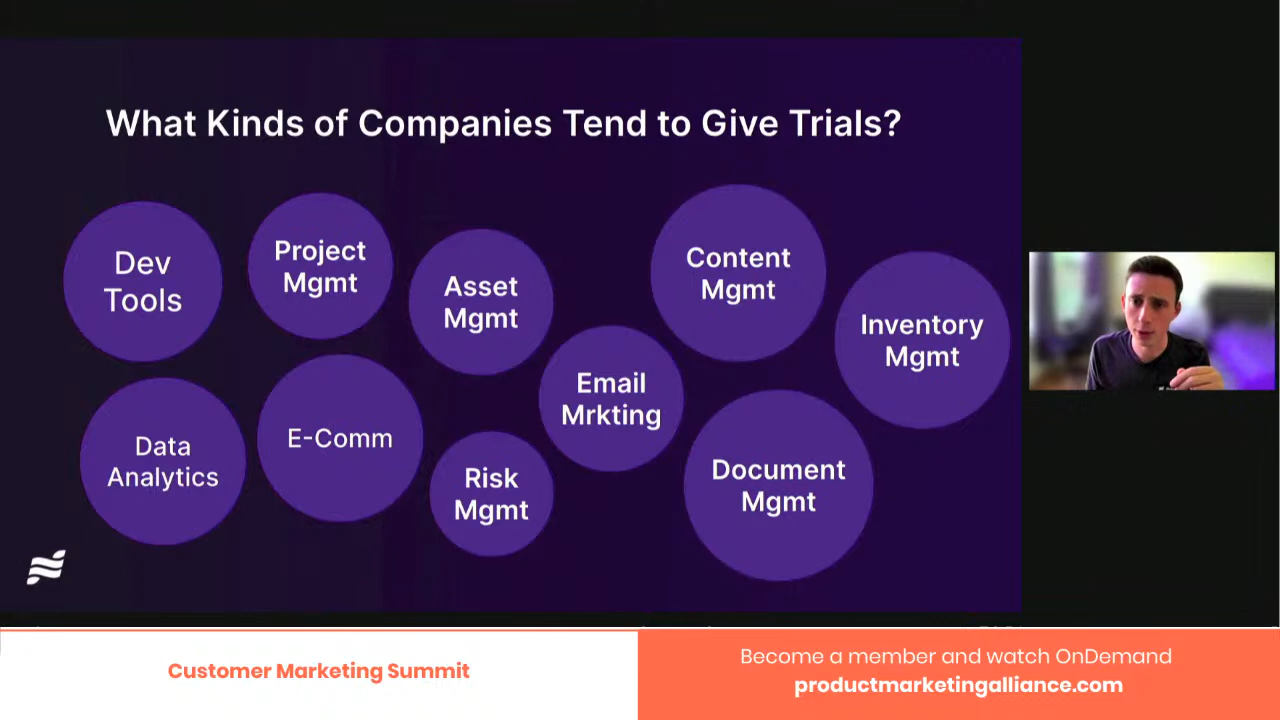 What Kinds of Companies Tend to Give Trials?
Dev
Tools
Project
Mgmt
Asset
Mgmt
Content
Mgmt
Inventory
Mgmt
Data
Analytics
E-Comm
Risk
Mgmt
Email
Mrkting
Document
Mgmt
Customer Marketing Summit
Become a member and watch OnDemand
productmarketingalliance.com